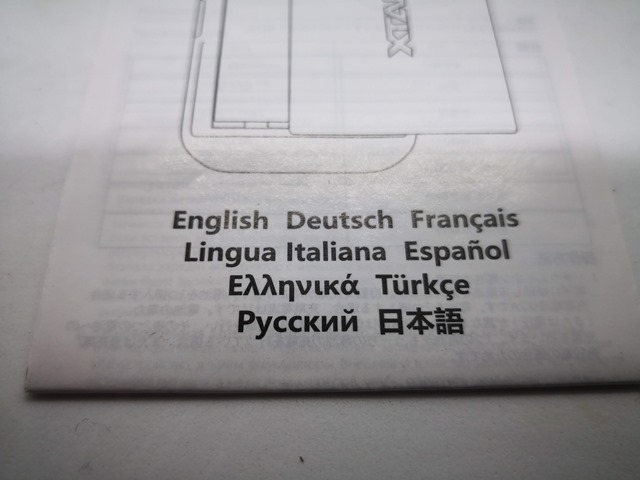 English Deutsch Français
Lingua Italiana Español
Ελληνικά Türkçe
Русский 日本語